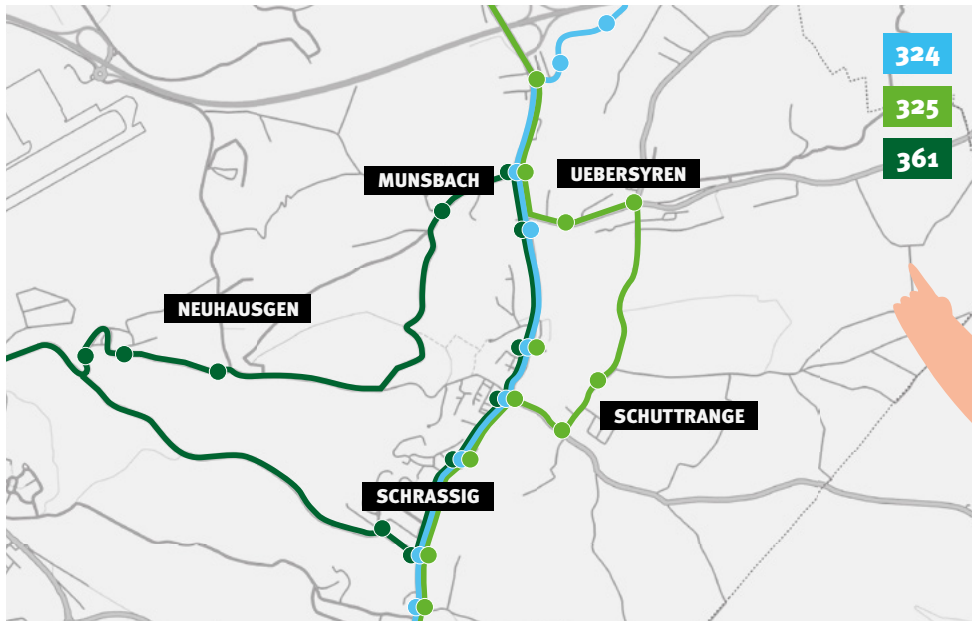 324
325
361
MUNSBACH
UEBERSYREN
NEUHAUSGEN
SCHUTTRANGE
SCHRASSIG